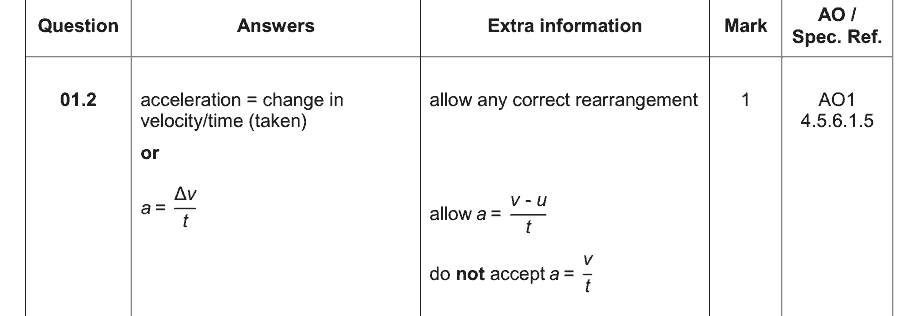 Question Answers Extra information Mark AO /
Spec. Ref.
01.2 acceleration = change in allow any correct rearrangement 1 AO1
velocity/time (taken) 4.5.6.1.5
or
a = Δv/t
allow a = v - u/t
do not accept a = v/t